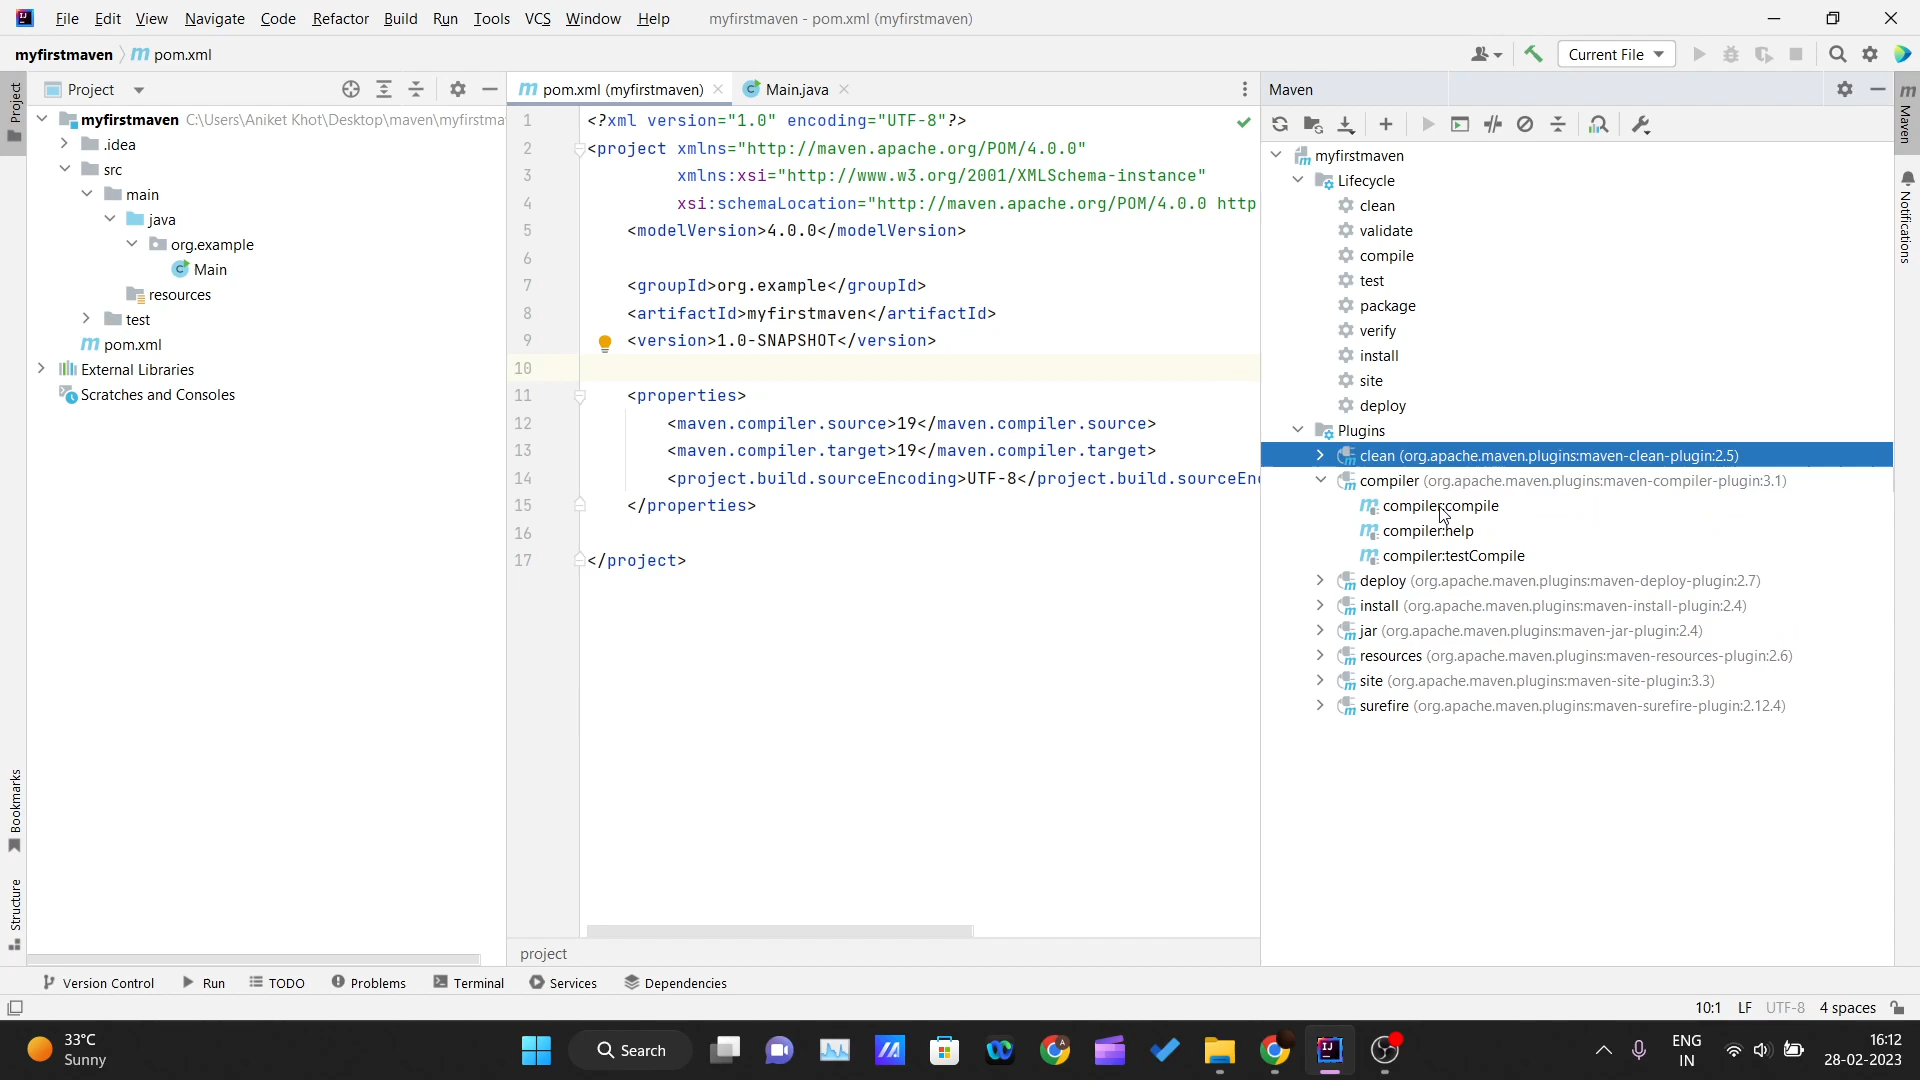 File Edit View Navigate Code Refactor Build Run Tools VCS Window Help myfirstmaven - pom.xml (myfirstmaven)
myfirstmaven pom.xml Current File
Project
pom.xml (myfirstmaven) Main.java
Maven
myfirstmaven C:\Users\Aniket Khot\Desktop\maven\myfirstma
.idea
src
main
java
org.example
Main
resources
test
pom.xml
External Libraries
Scratches and Consoles
1 <?xml version="1.0" encoding="UTF-8"?>
2 <project xmlns="http://maven.apache.org/POM/4.0.0"
3 xmlns:xsi="http://www.w3.org/2001/XMLSchema-instance"
4 xsi:schemaLocation="http://maven.apache.org/POM/4.0.0 http
5 <modelVersion>4.0.0</modelVersion>
6
7 <groupId>org.example</groupId>
8 <artifactId>myfirstmaven</artifactId>
9 <version>1.0-SNAPSHOT</version>
10
11 <properties>
12 <maven.compiler.source>19</maven.compiler.source>
13 <maven.compiler.target>19</maven.compiler.target>
14 <project.build.sourceEncoding>UTF-8</project.build.sourceEn
15 </properties>
16
17 </project>
project
myfirstmaven
Lifecycle
clean
validate
compile
test
package
verify
install
site
deploy
Plugins
clean (org.apache.maven.plugins:maven-clean-plugin:2.5)
compiler (org.apache.maven.plugins:maven-compiler-plugin:3.1)
compiler:compile
compiler:help
compiler:testCompile
deploy (org.apache.maven.plugins:maven-deploy-plugin:2.7)
install (org.apache.maven.plugins:maven-install-plugin:2.4)
jar (org.apache.maven.plugins:maven-jar-plugin:2.4)
resources (org.apache.maven.plugins:maven-resources-plugin:2.6)
site (org.apache.maven.plugins:maven-site-plugin:3.3)
surefire (org.apache.maven.plugins:maven-surefire-plugin:2.12.4)
Project
Bookmarks
Structure
Maven
Notifications
Version Control Run TODO Problems Terminal Services Dependencies
10:1 LF UTF-8 4 spaces
33°C
Sunny
Search
ENG
IN
16:12
28-02-2023